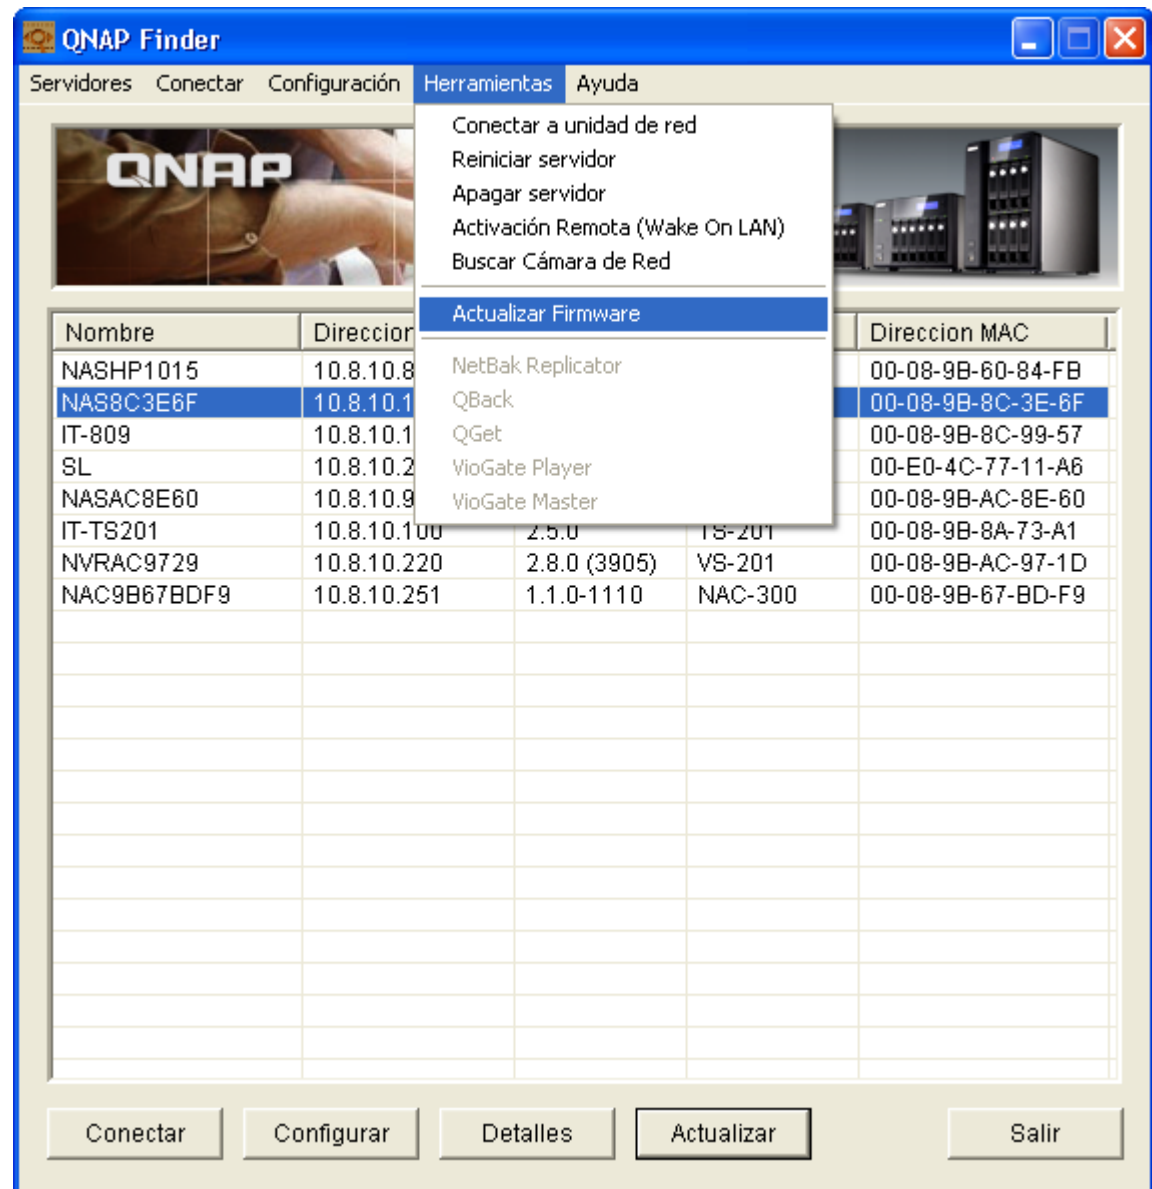 QNAP Finder
Servidores Conectar Configuración Herramientas Ayuda
QNAP
Conectar a unidad de red
Reiniciar servidor
Apagar servidor
Activación Remota (Wake On LAN)
Buscar Cámara de Red
Actualizar Firmware
NetBak Replicator
QBack
QGet
VioGate Player
VioGate Master
Nombre Direccion MAC
NASHP1015 10.8.10.8 00-08-9B-60-84-FB
NAS8C3E6F 10.8.10.1 00-08-9B-8C-3E-6F
IT-809 10.8.10.1 00-08-9B-8C-99-57
SL 10.8.10.2 00-E0-4C-77-11-A6
NASAC8E60 10.8.10.9 00-08-9B-AC-8E-60
IT-TS201 10.8.10.100 2.5.0 TS-201 00-08-9B-8A-73-A1
NVRAC9729 10.8.10.220 2.8.0 (3905) VS-201 00-08-9B-AC-97-1D
NAC9B67BDF9 10.8.10.251 1.1.0-1110 NAC-300 00-08-9B-67-BD-F9
Conectar Configurar Detalles Actualizar Salir